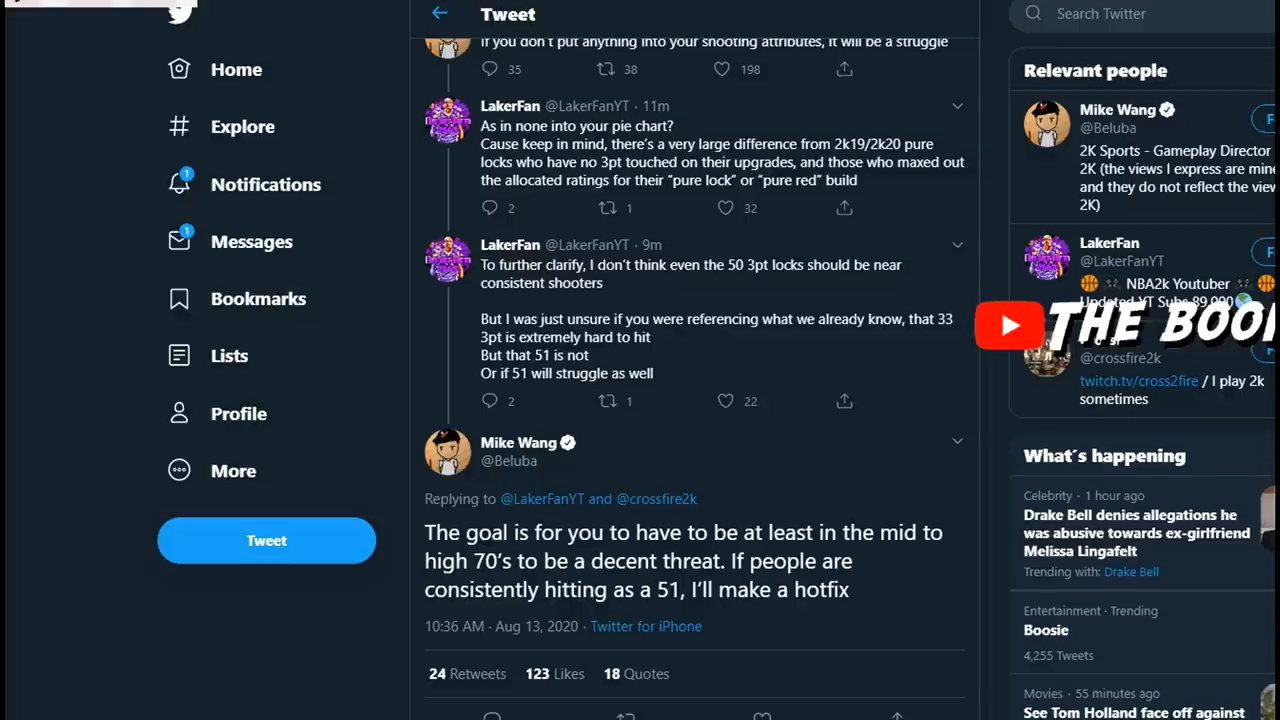 Home
Explore
1
Notifications
1
Messages
Bookmarks
Lists
Profile
More
Tweet
Tweet
If you don't put anything into your shooting attributes, it will be a struggle
35 38 198
LakerFan @LakerFanYT · 11m
As in none into your pie chart?
Cause keep in mind, there's a very large difference from 2k19/2k20 pure
locks who have no 3pt touched on their upgrades, and those who maxed out
the allocated ratings for their "pure lock" or "pure red" build
2 1 32
LakerFan @LakerFanYT · 9m
To further clarify, I don't think even the 50 3pt locks should be near
consistent shooters
But I was just unsure if you were referencing what we already know, that 33
3pt is extremely hard to hit
But that 51 is not
Or if 51 will struggle as well
2 1 22
Mike Wang
@Beluba
Replying to @LakerFanYT and @crossfire2k
The goal is for you to have to be at least in the mid to
high 70's to be a decent threat. If people are
consistently hitting as a 51, I'll make a hotfix
10:36 AM · Aug 13, 2020 · Twitter for iPhone
24 Retweets 123 Likes 18 Quotes
Search Twitter
Relevant people
Mike Wang
@Beluba
F
2K Sports - Gameplay Director
2K (the views I express are mine
and they do not reflect the view
2K)
LakerFan
@LakerFanYT
F
NBA2k Youtuber
Updated YT Subs 89,000
THE BOOK
@crossfire2k
twitch.tv/cross2fire / I play 2k
sometimes
What's happening
Celebrity · 1 hour ago
Drake Bell denies allegations he
was abusive towards ex-girlfriend
Melissa Lingafelt
Trending with: Drake Bell
Entertainment · Trending
Boosie
4,255 Tweets
Movies · 55 minutes ago
See Tom Holland face off against